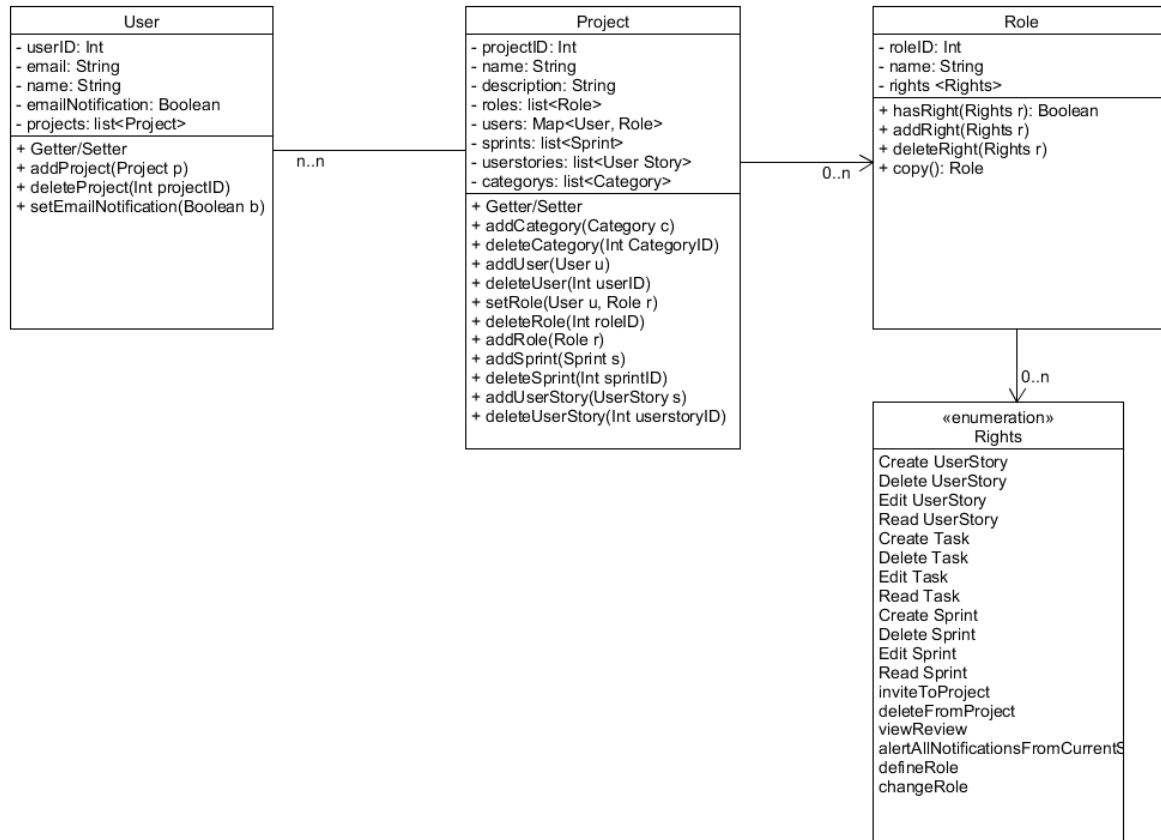 User
- userID: Int
- email: String
- name: String
- emailNotification: Boolean
- projects: list<Project>
+ Getter/Setter
+ addProject(Project p)
+ deleteProject(Int projectID)
+ setEmailNotification(Boolean b)
n..n
Project
- projectID: Int
- name: String
- description: String
- roles: list<Role>
- users: Map<User, Role>
- sprints: list<Sprint>
- userstories: list<User Story>
- categorys: list<Category>
+ Getter/Setter
+ addCategory(Category c)
+ deleteCategory(Int CategoryID)
+ addUser(User u)
+ deleteUser(Int userID)
+ setRole(User u, Role r)
+ deleteRole(Int roleID)
+ addRole(Role r)
+ addSprint(Sprint s)
+ deleteSprint(Int sprintID)
+ addUserStory(UserStory s)
+ deleteUserStory(Int userstoryID)
0..n
Role
- roleID: Int
- name: String
- rights <Rights>
+ hasRight(Rights r): Boolean
+ addRight(Rights r)
+ deleteRight(Rights r)
+ copy(): Role
0..n
«enumeration»
Rights
Create UserStory
Delete UserStory
Edit UserStory
Read UserStory
Create Task
Delete Task
Edit Task
Read Task
Create Sprint
Delete Sprint
Edit Sprint
Read Sprint
inviteToProject
deleteFromProject
viewReview
alertAllNotificationsFromCurrentS
defineRole
changeRole